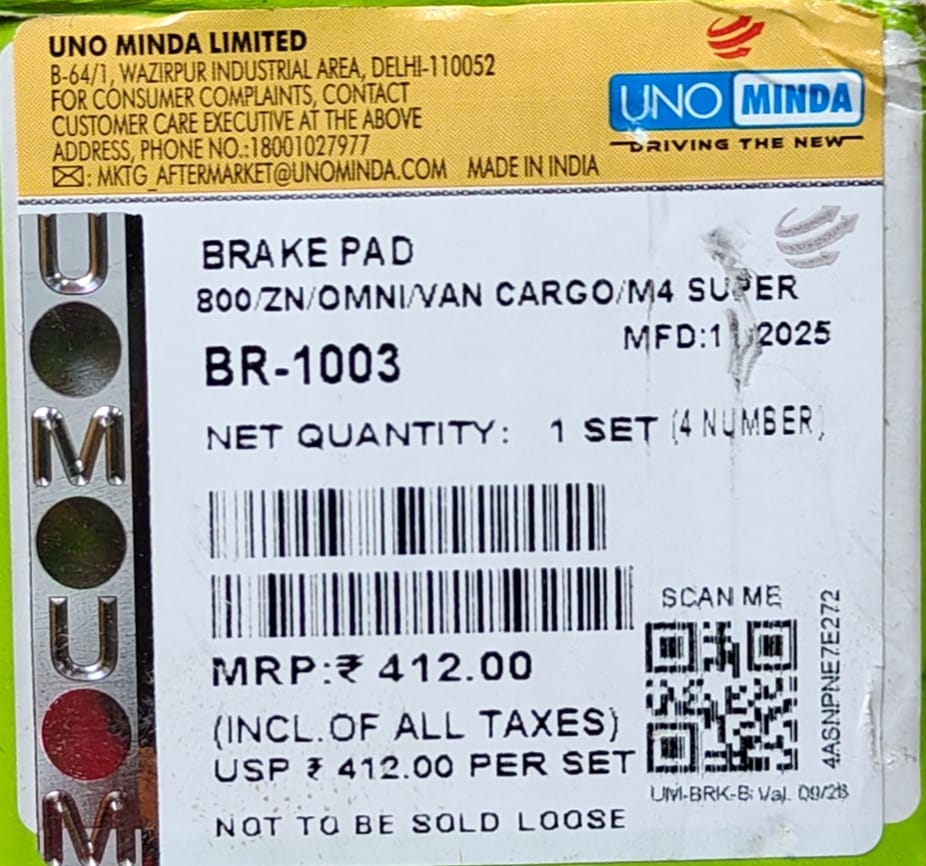 UNO MINDA LIMITED
B-64/1, WAZIRPUR INDUSTRIAL AREA, DELHI-110052
FOR CONSUMER COMPLAINTS, CONTACT
CUSTOMER CARE EXECUTIVE AT THE ABOVE
ADDRESS, PHONE NO.:18001027977
: MKTG_AFTERMARKET@UNOMINDA.COM MADE IN INDIA
UNO MINDA
DRIVING THE NEW
U
M
U
M
BRAKE PAD
800/ZN/OMNI/VAN CARGO/M4 SUPER
MFD: 2025
BR-1003
NET QUANTITY: 1 SET (4 NUMBER)
MRP:₹ 412.00
(INCL.OF ALL TAXES)
USP ₹ 412.00 PER SET
NOT TO BE SOLD LOOSE
SCAN ME
4ASNPNE7E272
UM-BRK-B; Val.